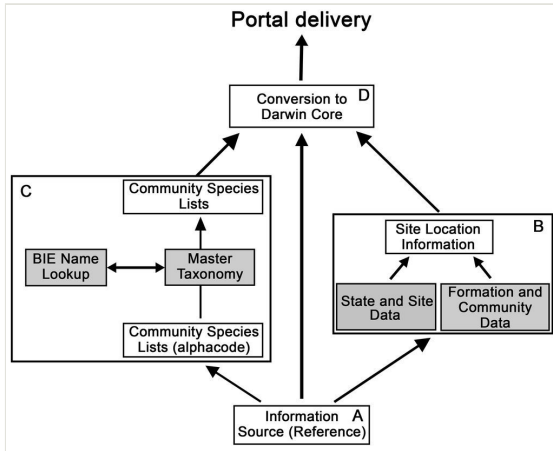 Portal delivery
D
Conversion to
Darwin Core
C
Community Species
Lists
BIE Name
Lookup
Master
Taxonomy
Community Species
Lists (alphacode)
B
Site Location
Information
State and Site
Data
Formation and
Community
Data
A
Information
Source (Reference)